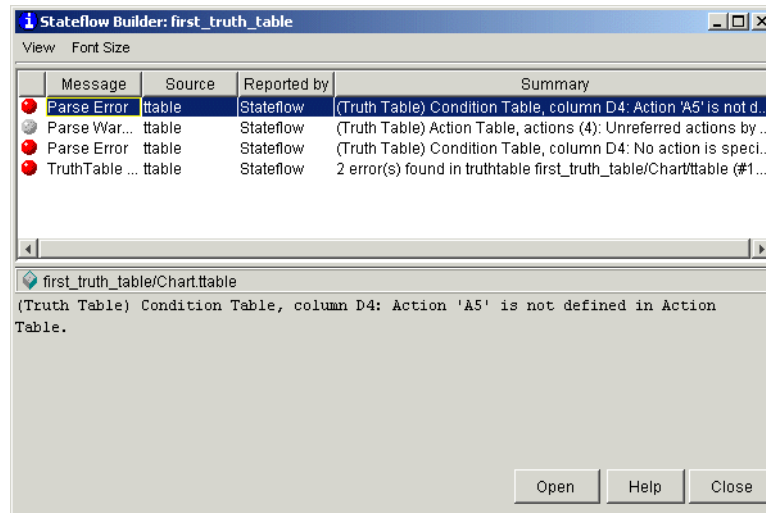 Stateflow Builder: first_truth_table
View Font Size
Message Source Reported by Summary
Parse Error ttable Stateflow (Truth Table) Condition Table, column D4: Action 'A5' is not d...
Parse War... ttable Stateflow (Truth Table) Action Table, actions (4): Unreferred actions by ...
Parse Error ttable Stateflow (Truth Table) Condition Table, column D4: No action is speci...
TruthTable ... ttable Stateflow 2 error(s) found in truthtable first_truth_table/Chart/ttable (#1...
first_truth_table/Chart.ttable
(Truth Table) Condition Table, column D4: Action 'A5' is not defined in Action
Table.
Open Help Close